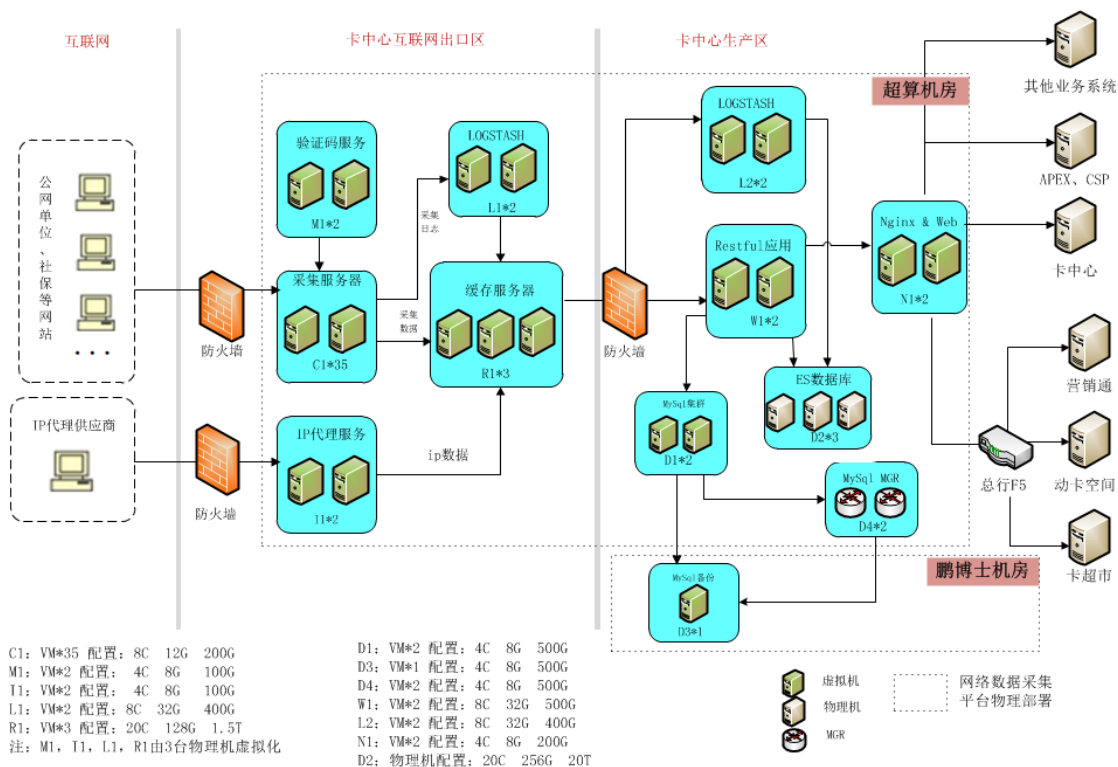 互联网
卡中心互联网出口区
卡中心生产区
超算机房
其他业务系统
APEX、CSP
卡中心
营销通
动卡空间
卡超市
公网单位、社保等网站
...
IP代理供应商
防火墙
防火墙
验证码服务
M1*2
LOGSTASH
L1*2
采集
日志
采集服务器
C1*35
采集
数据
缓存服务器
R1*3
IP代理服务
I1*2
ip数据
防火墙
LOGSTASH
L2*2
Restful应用
W1*2
Nginx & Web
N1*2
ES数据库
D2*3
MySql集群
D1*2
MySql MGR
D4*2
总行F5
鹏博士机房
MySql备份
D3*1
C1: VM*35 配置: 8C 12G 200G
M1: VM*2 配置: 4C 8G 100G
I1: VM*2 配置: 4C 8G 100G
L1: VM*2 配置: 8C 32G 400G
R1: VM*3 配置: 20C 128G 1.5T
注: M1, I1, L1, R1由3台物理机虚拟化
D1: VM*2 配置: 4C 8G 500G
D3: VM*1 配置: 4C 8G 500G
D4: VM*2 配置: 4C 8G 500G
W1: VM*2 配置: 8C 32G 500G
L2: VM*2 配置: 8C 32G 400G
N1: VM*2 配置: 4C 8G 200G
D2: 物理机配置: 20C 256G 20T
虚拟机
物理机
MGR
网络数据采集
平台物理部署